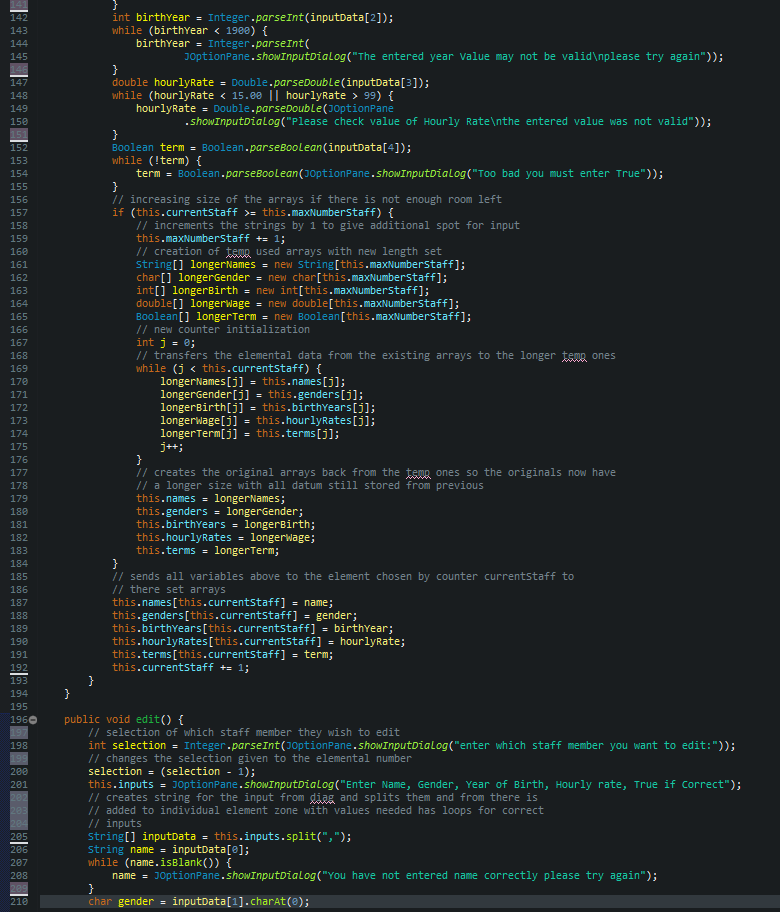 141            }
142            int birthYear = Integer.parseInt(inputData[2]);
143            while (birthYear < 1900) {
144                birthYear = Integer.parseInt(
145                        JOptionPane.showInputDialog("The entered year Value may not be valid\nplease try again"));
146            }
147            double hourlyRate = Double.parseDouble(inputData[3]);
148            while (hourlyRate < 15.00 || hourlyRate > 99) {
149                hourlyRate = Double.parseDouble(JOptionPane
150                        .showInputDialog("Please check value of Hourly Rate\nthe entered value was not valid"));
151            }
152            Boolean term = Boolean.parseBoolean(inputData[4]);
153            while (!term) {
154                term = Boolean.parseBoolean(JOptionPane.showInputDialog("Too bad you must enter True"));
155            }
156            // increasing size of the arrays if there is not enough room left
157            if (this.currentStaff >= this.maxNumberStaff) {
158                // increments the strings by 1 to give additional spot for input
159                this.maxNumberStaff += 1;
160                // creation of temp used arrays with new length set
161                String[] longerNames = new String[this.maxNumberStaff];
162                char[] longerGender = new char[this.maxNumberStaff];
163                int[] longerBirth = new int[this.maxNumberStaff];
164                double[] longerWage = new double[this.maxNumberStaff];
165                Boolean[] longerTerm = new Boolean[this.maxNumberStaff];
166                // new counter initialization
167                int j = 0;
168                // transfers the elemental data from the existing arrays to the longer temp ones
169                while (j < this.currentStaff) {
170                    longerNames[j] = this.names[j];
171                    longerGender[j] = this.genders[j];
172                    longerBirth[j] = this.birthYears[j];
173                    longerWage[j] = this.hourlyRates[j];
174                    longerTerm[j] = this.terms[j];
175                    j++;
176                }
177                // creates the original arrays back from the temp ones so the originals now have
178                // a longer size with all datum still stored from previous
179                this.names = longerNames;
180                this.genders = longerGender;
181                this.birthYears = longerBirth;
182                this.hourlyRates = longerWage;
183                this.terms = longerTerm;
184            }
185            // sends all variables above to the element chosen by counter currentStaff to
186            // there set arrays
187            this.names[this.currentStaff] = name;
188            this.genders[this.currentStaff] = gender;
189            this.birthYears[this.currentStaff] = birthYear;
190            this.hourlyRates[this.currentStaff] = hourlyRate;
191            this.terms[this.currentStaff] = term;
192            this.currentStaff += 1;
193        }
194    }
195
196    public void edit() {
197        // selection of which staff member they wish to edit
198        int selection = Integer.parseInt(JOptionPane.showInputDialog("enter which staff member you want to edit:"));
199        // changes the selection given to the elemental number
200        selection = (selection - 1);
201        this.inputs = JOptionPane.showInputDialog("Enter Name, Gender, Year of Birth, Hourly rate, True if Correct");
202        // creates string for the input from diag and splits them and from there is
203        // added to individual element zone with values needed has loops for correct
204        // inputs
205        String[] inputData = this.inputs.split(",");
206        String name = inputData[0];
207        while (name.isBlank()) {
208            name = JOptionPane.showInputDialog("You have not entered name correctly please try again");
209        }
210        char gender = inputData[1].charAt(0);